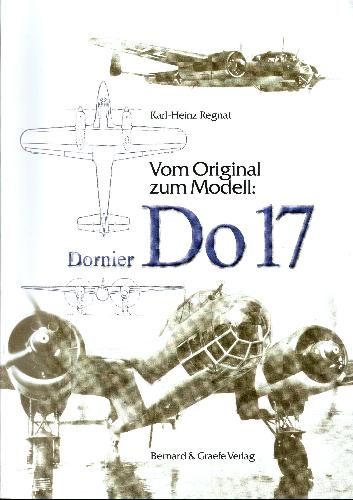 Karl-Heinz Regnat
Vom Original
zum Modell:
Dornier Do 17
Bernard & Graefe Verlag